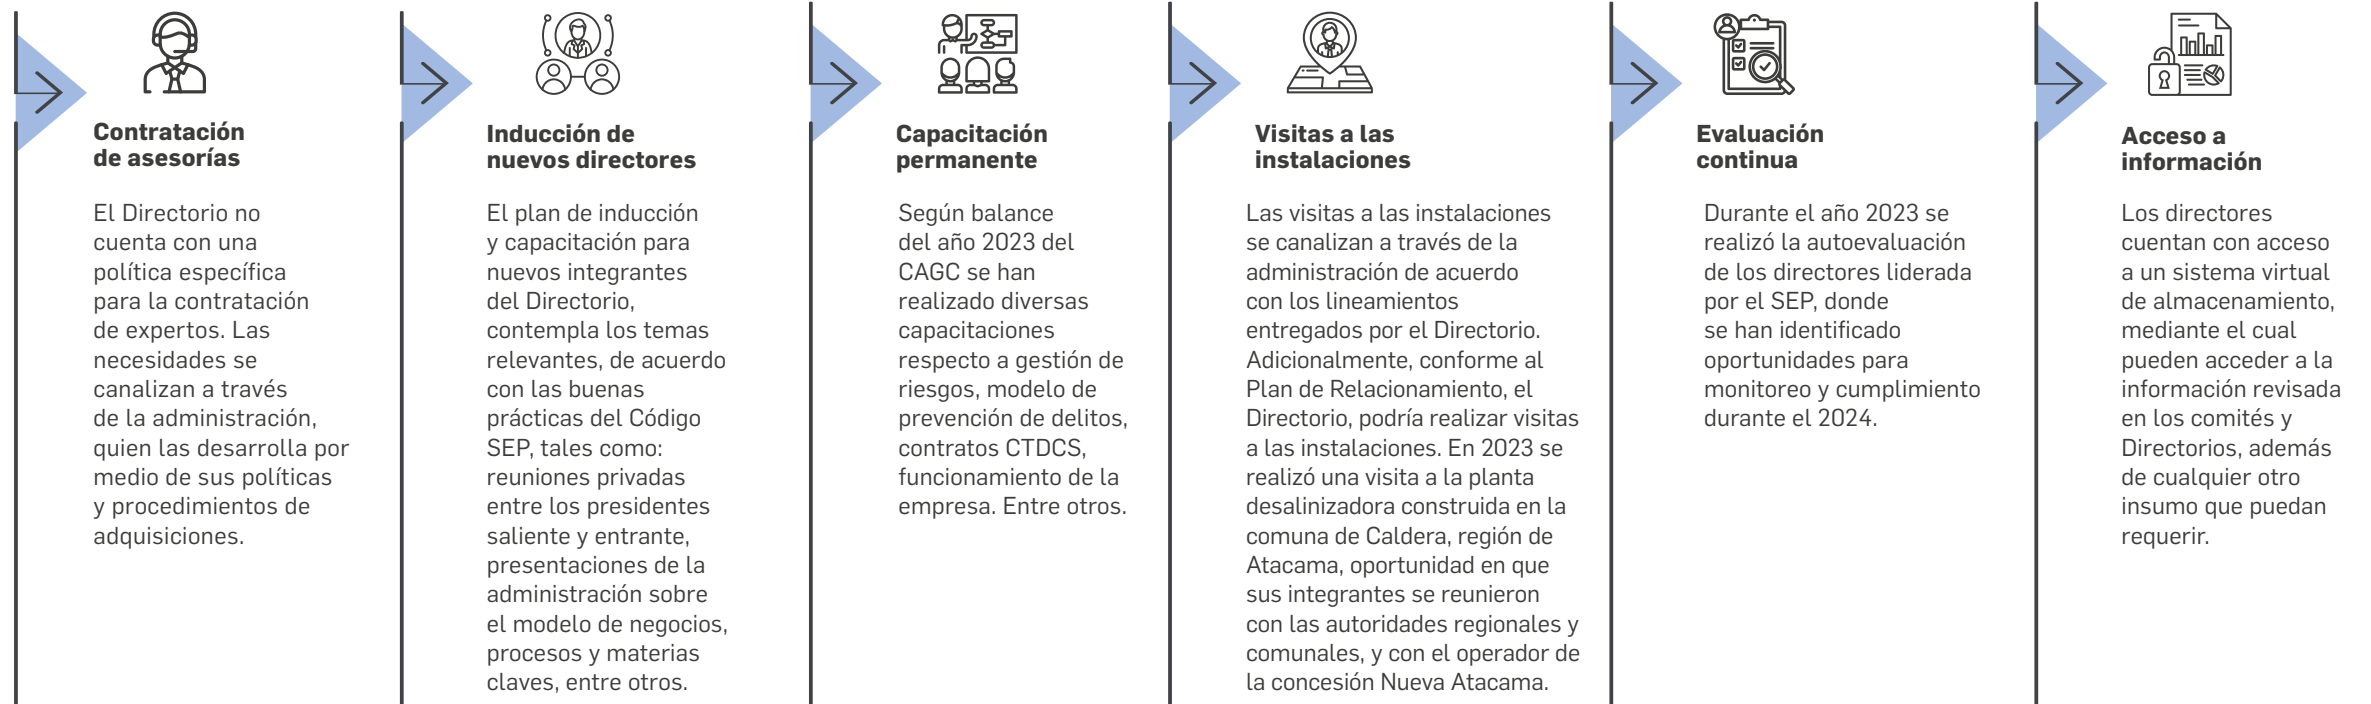 Contratación
de asesorías
El Directorio no
cuenta con una
política específica
para la contratación
de expertos. Las
necesidades se
canalizan a través
de la administración,
quien las desarrolla por
medio de sus políticas
y procedimientos de
adquisiciones.
Inducción de
nuevos directores
El plan de inducción
y capacitación para
nuevos integrantes
del Directorio,
contempla los temas
relevantes, de acuerdo
con las buenas
prácticas del Código
SEP, tales como:
reuniones privadas
entre los presidentes
saliente y entrante,
presentaciones de la
administración sobre
el modelo de negocios,
procesos y materias
claves, entre otros.
Capacitación
permanente
Según balance
del año 2023 del
CAGC se han
realizado diversas
capacitaciones
respecto a gestión de
riesgos, modelo de
prevención de delitos,
contratos CTDCS,
funcionamiento de la
empresa. Entre otros.
Visitas a las
instalaciones
Las visitas a las instalaciones
se canalizan a través de la
administración de acuerdo
con los lineamientos
entregados por el Directorio.
Adicionalmente, conforme al
Plan de Relacionamiento, el
Directorio, podría realizar visitas
a las instalaciones. En 2023 se
realizó una visita a la planta
desalinizadora construida en la
comuna de Caldera, región de
Atacama, oportunidad en que
sus integrantes se reunieron
con las autoridades regionales y
comunales, y con el operador de
la concesión Nueva Atacama.
Evaluación
continua
Durante el año 2023 se
realizó la autoevaluación
de los directores liderada
por el SEP, donde
se han identificado
oportunidades para
monitoreo y cumplimiento
durante el 2024.
Acceso a
información
Los directores
cuentan con acceso
a un sistema virtual
de almacenamiento,
mediante el cual
pueden acceder a la
información revisada
en los comités y
Directorios, además
de cualquier otro
insumo que puedan
requerir.